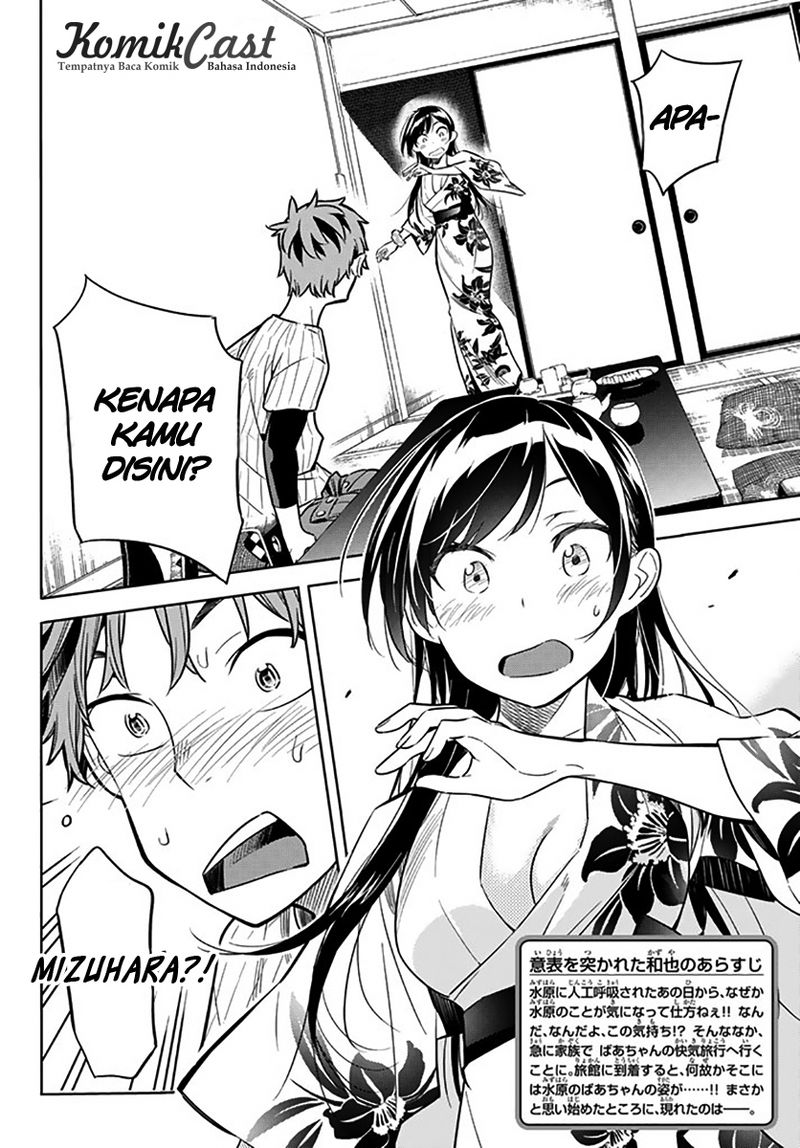 KomikCast
Tempatnya Baca Komik Bahasa Indonesia
APA-
KENAPA
KAMU
DISINI?
MIZUHARA?!
意表を突かれた和也のあらすじ
水原に人工呼吸されたあの日から、なぜか
水原のことが気になって仕方ねぇ!! なん
だ、なんだよ、この気持ち!? そんななか、
急に家族で ばあちゃんの快気旅行へ行く
ことに。旅館に到着すると、何故かそこに
は水原のばあちゃんの姿が……!! まさか
と思い始めたところに、現れたのは――。